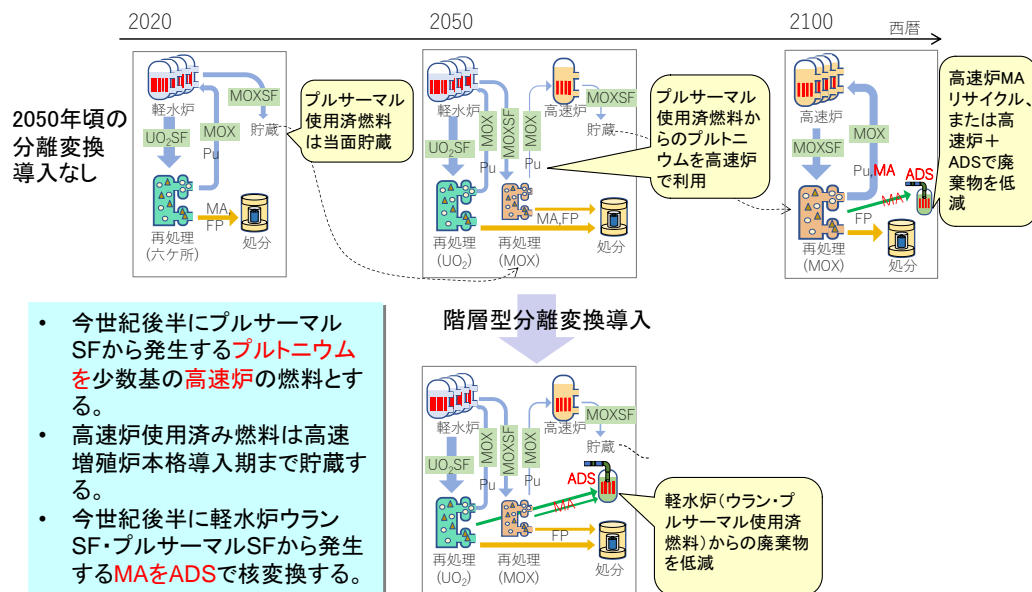 2020
2050
2100
西暦
2050年頃の
分離変換
導入なし
軽水炉
MOXSF
貯蔵
UO₂SF
MOX
Pu
MA,
FP
再処理
(六ケ所)
処分
プルサーマル
使用済燃料
は当面貯蔵
軽水炉
高速炉
MOXSF
貯蔵
UO₂SF
MOX
MOXSF
MOX
Pu
Pu
MA,FP
再処理
(UO₂)
再処理
(MOX)
処分
プルサーマル
使用済燃料
からのプルトニ
ウムを高速炉
で利用
高速炉
MOXSF
MOX
Pu,MA
ADS
MA
FP
再処理
(MOX)
処分
高速炉MA
リサイクル、
または高
速炉＋
ADSで廃
棄物を低
減
階層型分離変換導入
• 今世紀後半にプルサーマル
SFから発生するプルトニウム
を少数基の高速炉の燃料とす
る。
• 高速炉使用済み燃料は高速
増殖炉本格導入期まで貯蔵す
る。
• 今世紀後半に軽水炉ウラン
SF・プルサーマルSFから発生
するMAをADSで核変換する。
軽水炉
高速炉
MOXSF
貯蔵
UO₂SF
MOX
MOXSF
MOX
Pu
Pu
ADS
MA
FP
再処理
(UO₂)
再処理
(MOX)
処分
軽水炉(ウラン・プ
ルサーマル使用済
燃料)からの廃棄物
を低減